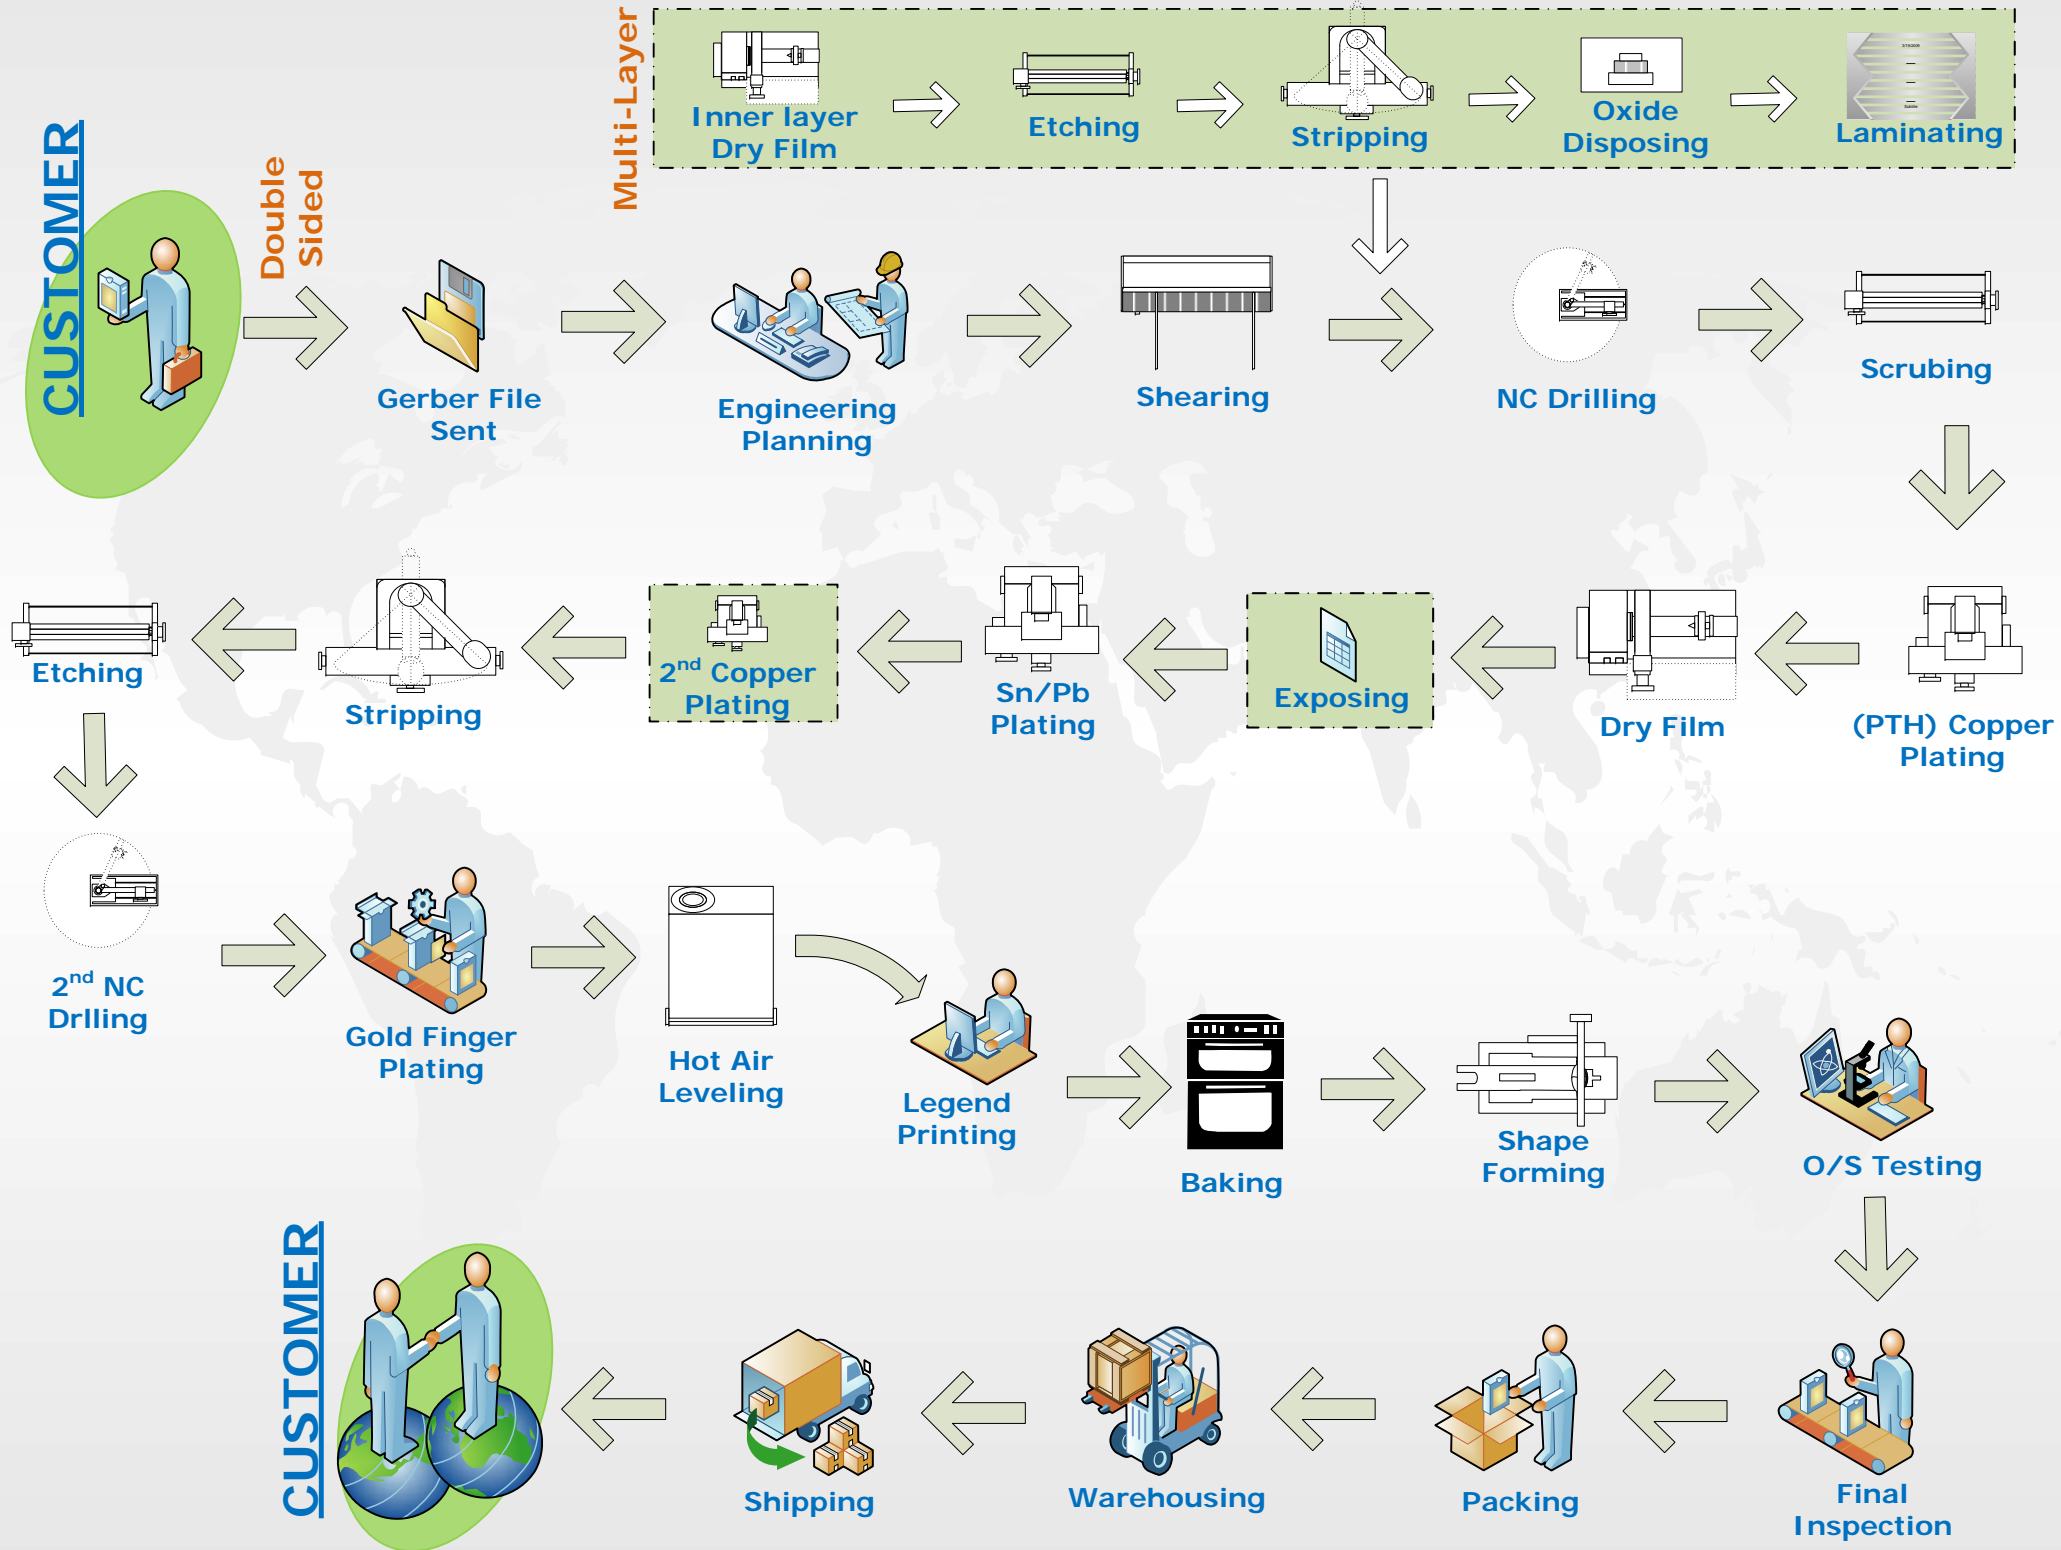 Multi-Layer
Inner layer
Dry Film
Etching
Stripping
Oxide
Disposing
Laminating
CUSTOMER
Double
Sided
Gerber File
Sent
Engineering
Planning
Shearing
NC Drilling
Scrubing
(PTH) Copper
Plating
Dry Film
Exposing
Sn/Pb
Plating
2nd Copper
Plating
Stripping
Etching
2nd NC
Drlling
Gold Finger
Plating
Hot Air
Leveling
Legend
Printing
Baking
Shape
Forming
O/S Testing
Final
Inspection
Packing
Warehousing
Shipping
CUSTOMER